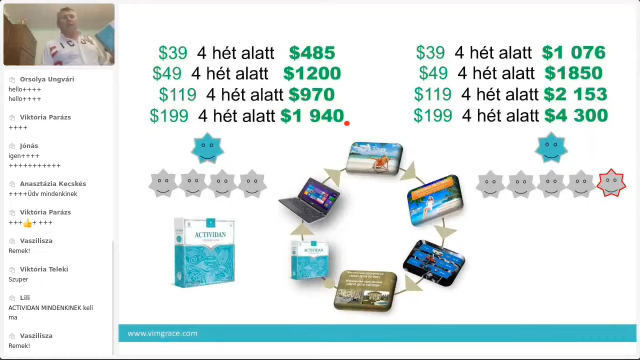 $39 4 hét alatt $485
$49 4 hét alatt $1200
$119 4 hét alatt $970
$199 4 hét alatt $1 940
$39 4 hét alatt $1 076
$49 4 hét alatt $1850
$119 4 hét alatt $2 153
$199 4 hét alatt $4 300
Orsolya Ungvári
hello++++
hello++++
Viktória Parázs
++++
Jónás
igen++++
+++++++++++
Anasztázia Kecskés
++++Üdv mindenkinek
Viktória Parázs
+++👍+ +++
Vaszilisza
Remek!
Viktória Teleki
Szuper
Lili
ACTIVIDAN MINDENKINEK kell
ma
Vaszilisza
Remek!
ACTIVIDAN
ACTIVIDAN
www.vimgrace.com